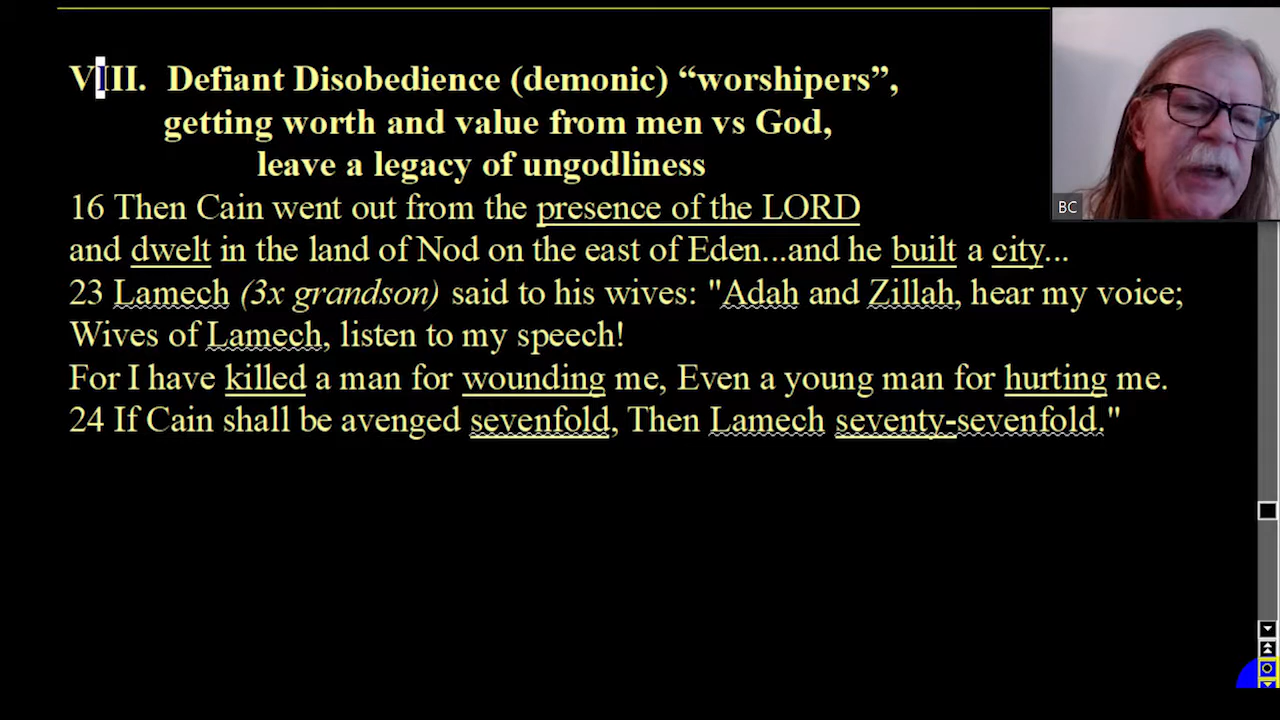 VIII. Defiant Disobedience (demonic) “worshipers”,
getting worth and value from men vs God,
leave a legacy of ungodliness
16 Then Cain went out from the presence of the LORD
and dwelt in the land of Nod on the east of Eden...and he built a city...
23 Lamech (3x grandson) said to his wives: "Adah and Zillah, hear my voice;
Wives of Lamech, listen to my speech!
For I have killed a man for wounding me, Even a young man for hurting me.
24 If Cain shall be avenged sevenfold, Then Lamech seventy-sevenfold."
BC